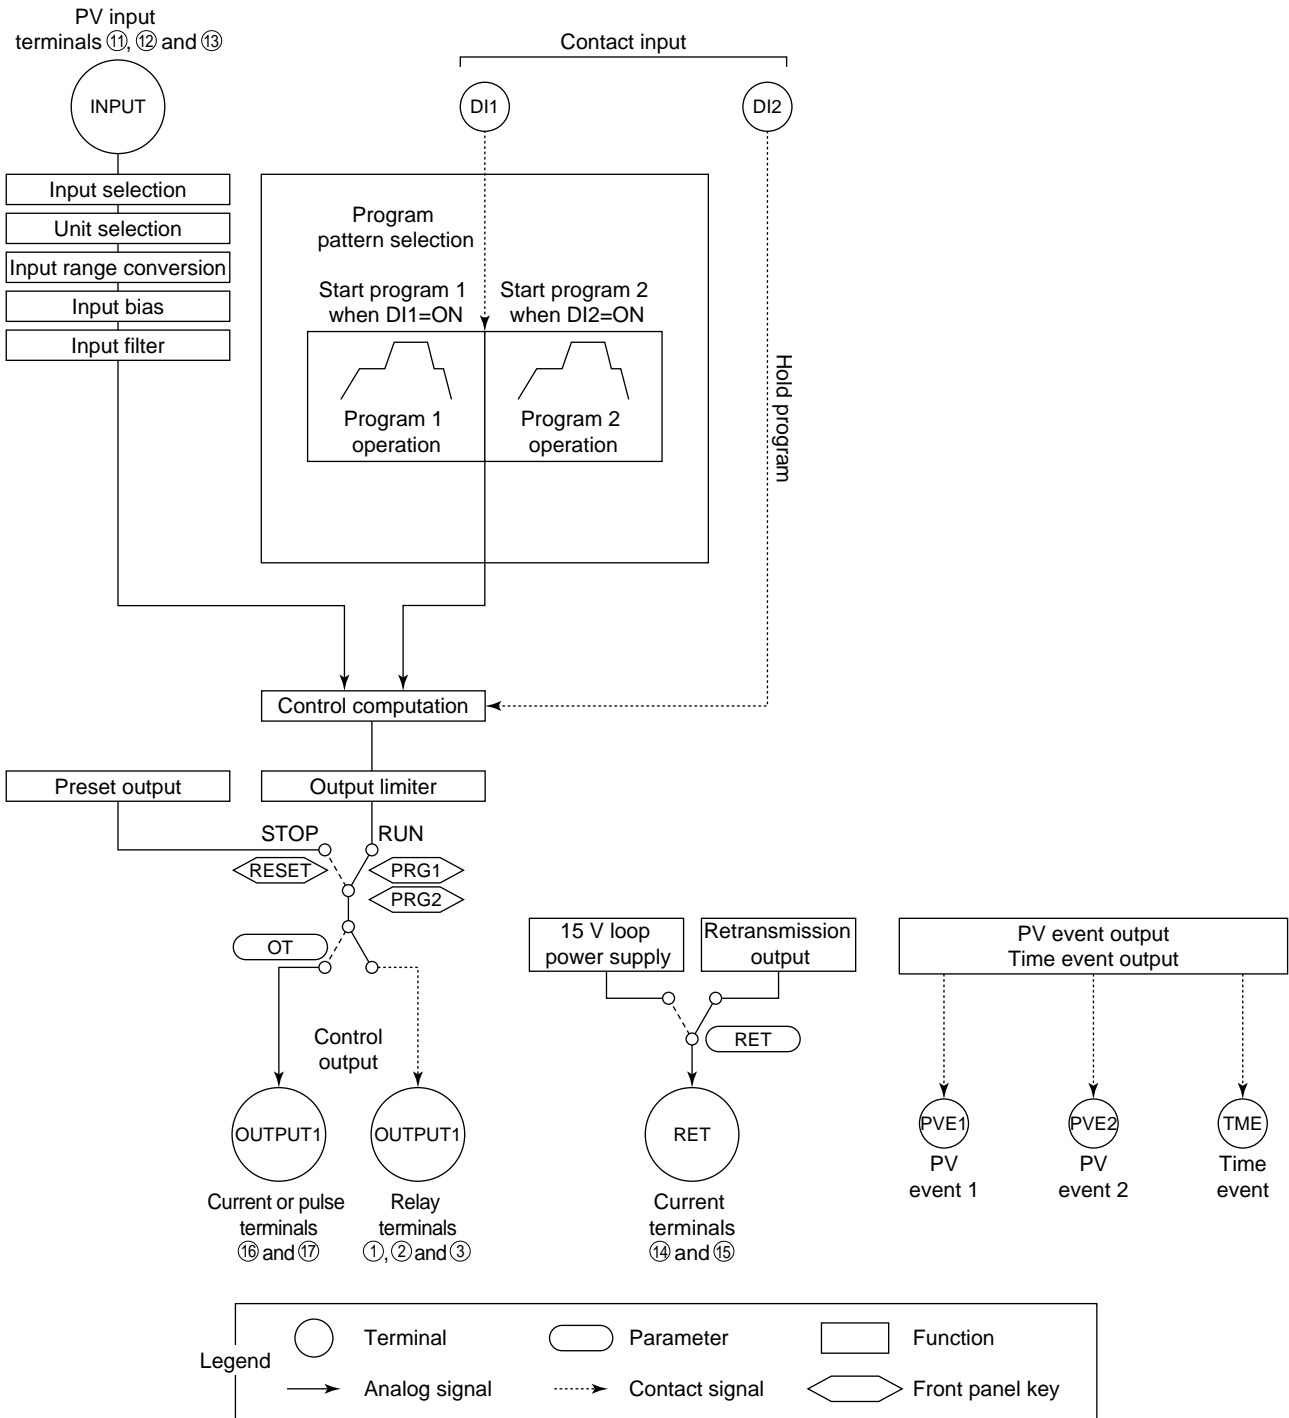 PV input
terminals ⑪, ⑫ and ⑬
Contact input
INPUT
DI1
DI2
Input selection
Unit selection
Input range conversion
Input bias
Input filter
Program
pattern selection
Start program 1
when DI1=ON
Start program 2
when DI2=ON
Program 1
operation
Program 2
operation
Hold program
Control computation
Preset output
Output limiter
STOP
RUN
RESET
PRG1
PRG2
OT
Control
output
15 V loop
power supply
Retransmission
output
RET
PV event output
Time event output
OUTPUT1
OUTPUT1
RET
PVE1
PVE2
TME
PV
event 1
PV
event 2
Time
event
Current or pulse
terminals
⑯ and ⑰
Relay
terminals
①, ② and ③
Current
terminals
⑭ and ⑮
Legend
Terminal
Parameter
Function
Analog signal
Contact signal
Front panel key